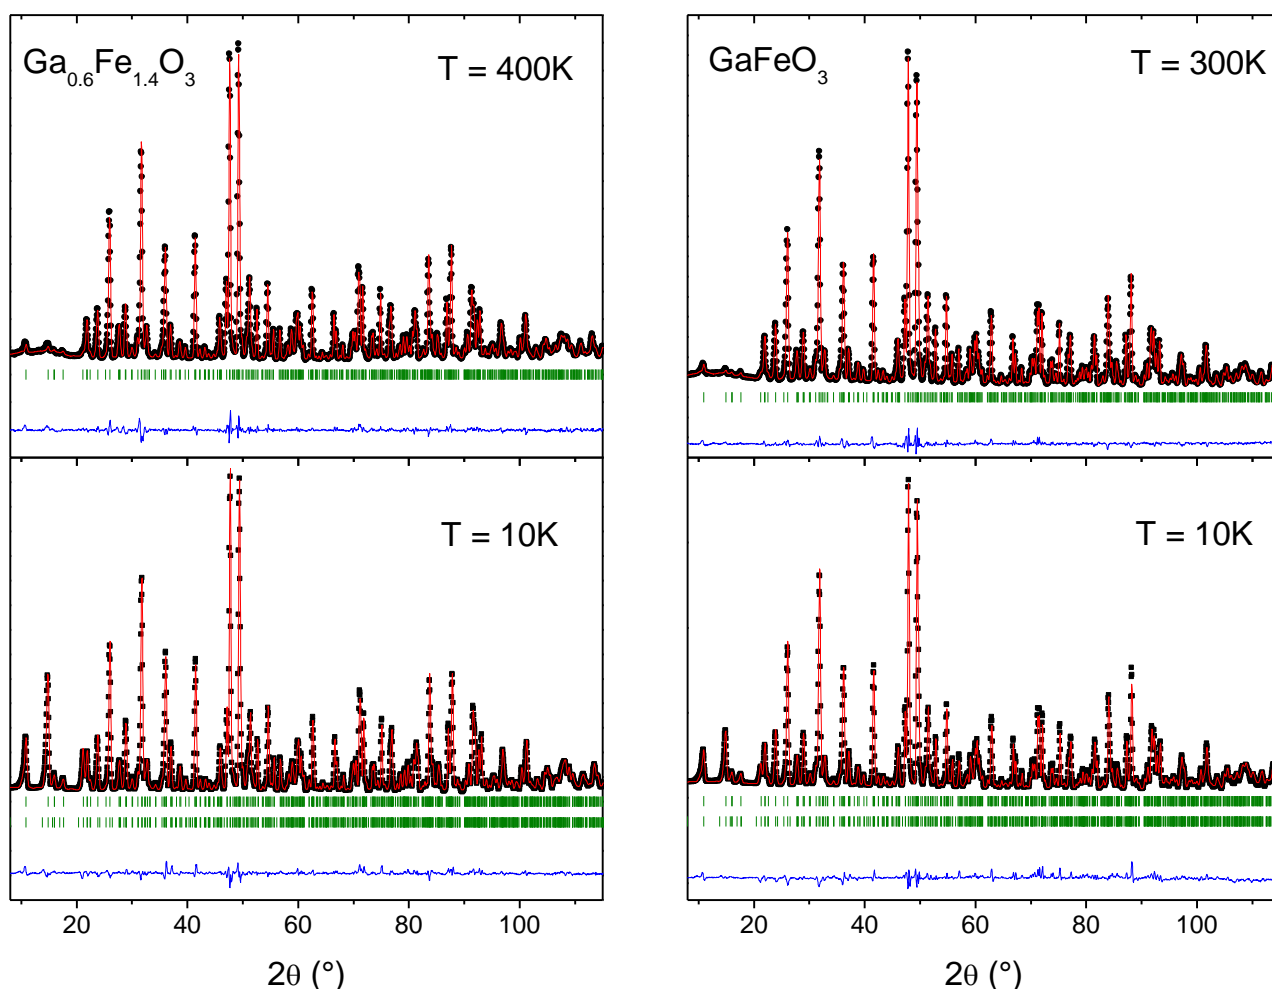 Ga0.6Fe1.4O3
T = 400K
GaFeO3
T = 300K
T = 10K
T = 10K
20 40 60 80 100
20 40 60 80 100
2θ (°)
2θ (°)